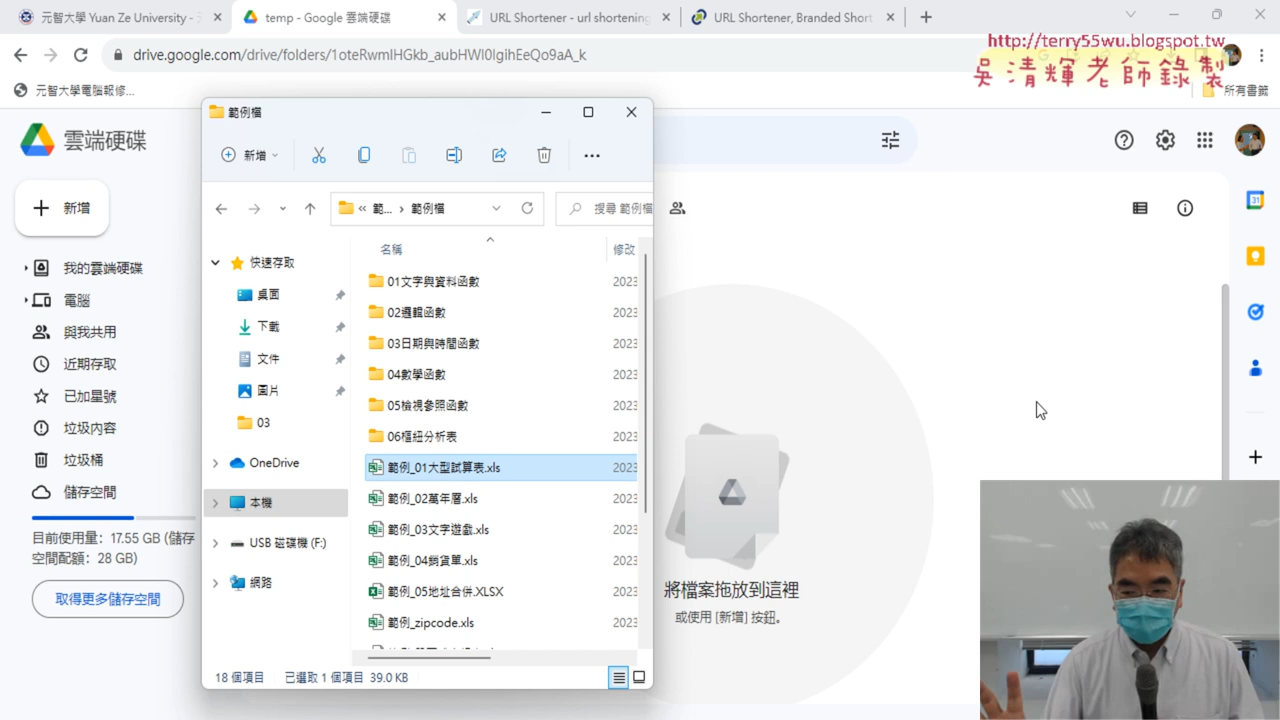 元智大學 Yuan Ze University -
temp - Google 雲端硬碟
URL Shortener - url shortening
URL Shortener, Branded Short
drive.google.com/drive/folders/1oteRwmIHGkb_aubHWl0IgihEeQo9aA_k
http://terry55wu.blogspot.tw
吳清輝老師錄製
元智大學電腦報修...
所有書籤
雲端硬碟
新增
我的雲端硬碟
電腦
與我共用
近期存取
已加星號
垃圾內容
垃圾桶
儲存空間
目前使用量: 17.55 GB (儲存
空間配額: 28 GB)
取得更多儲存空間
範例檔
新增
範... 範例檔
搜尋 範例檔
名稱
修改
快速存取
桌面
下載
文件
圖片
03
OneDrive
本機
USB 磁碟機 (F:)
網路
01文字與資料函數 2023
02邏輯函數 2023
03日期與時間函數 2023
04數學函數 2023
05檢視參照函數 2023
06樞紐分析表 2023
範例_01大型試算表.xls 2023
範例_02萬年曆.xls 2023
範例_03文字遊戲.xls 2023
範例_04銷貨單.xls 2023
範例_05地址合併.XLSX 2023
範例_zipcode.xls 2023
18 個項目
已選取 1 個項目 39.0 KB
將檔案拖放到這裡
或使用 [新增] 按鈕。